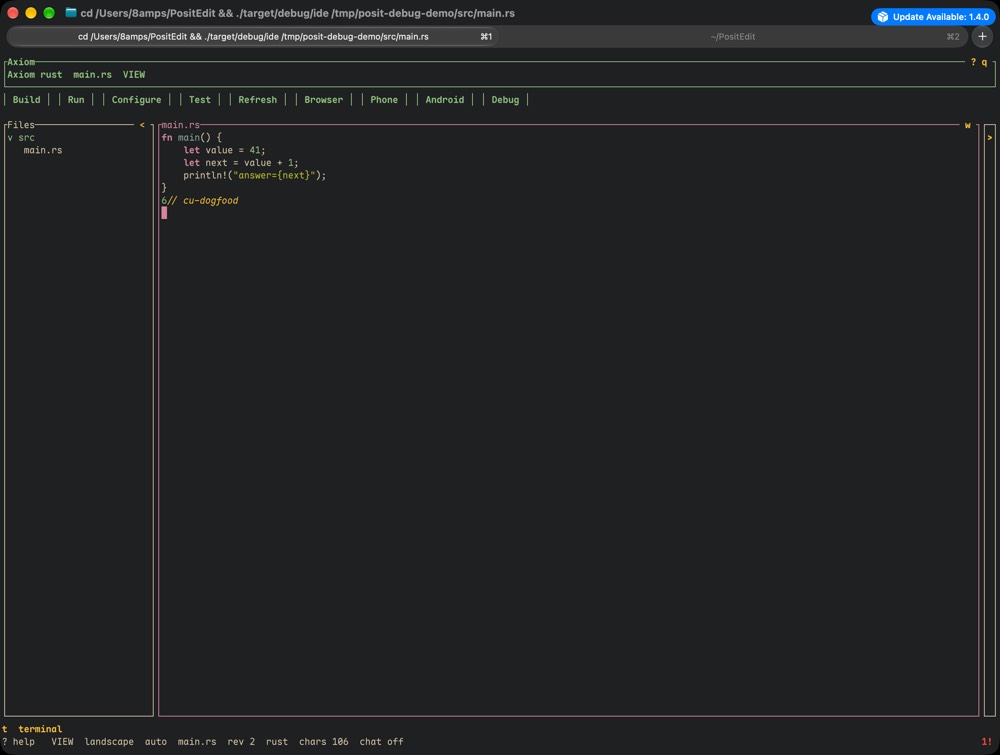 cd /Users/8amps/PositEdit && ./target/debug/ide /tmp/posit-debug-demo/src/main.rs
Update Available: 1.4.0
cd /Users/8amps/PositEdit && ./target/debug/ide /tmp/posit-debug-demo/src/main.rs ⌘1
~/PositEdit ⌘2 +
Axiom ? q
Axiom rust main.rs VIEW
| Build | | Run | | Configure | | Test | | Refresh | | Browser | | Phone | | Android | | Debug |
Files <
v src
main.rs
main.rs w
>
fn main() {
    let value = 41;
    let next = value + 1;
    println!("answer={next}");
}
6// cu-dogfood
t terminal
? help VIEW landscape auto main.rs rev 2 rust chars 106 chat off 1!